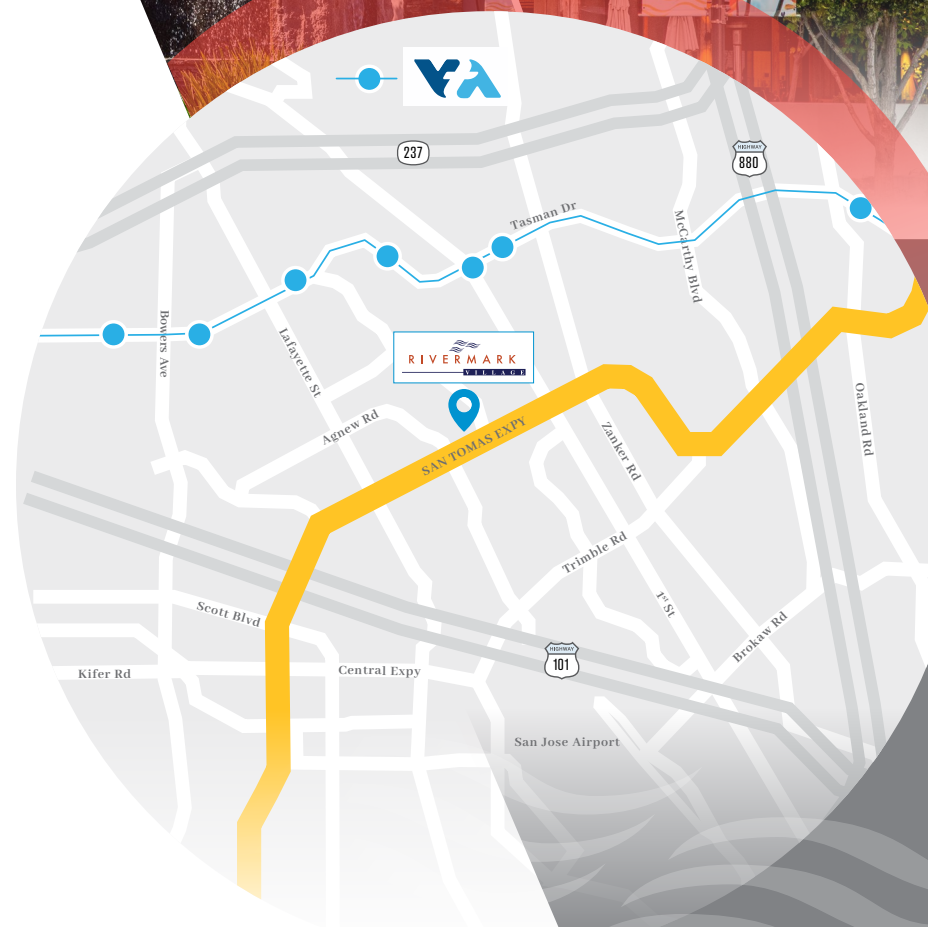 VTA
237
HIGHWAY
880
Tasman Dr
McCarthy Blvd
Bowers Ave
Lafayette St
RIVERMARK
VILLAGE
Agnew Rd
SAN TOMAS EXPY
Zanker Rd
Oakland Rd
Trimble Rd
1st St
Scott Blvd
Brokaw Rd
HIGHWAY
101
Kifer Rd
Central Expy
San Jose Airport